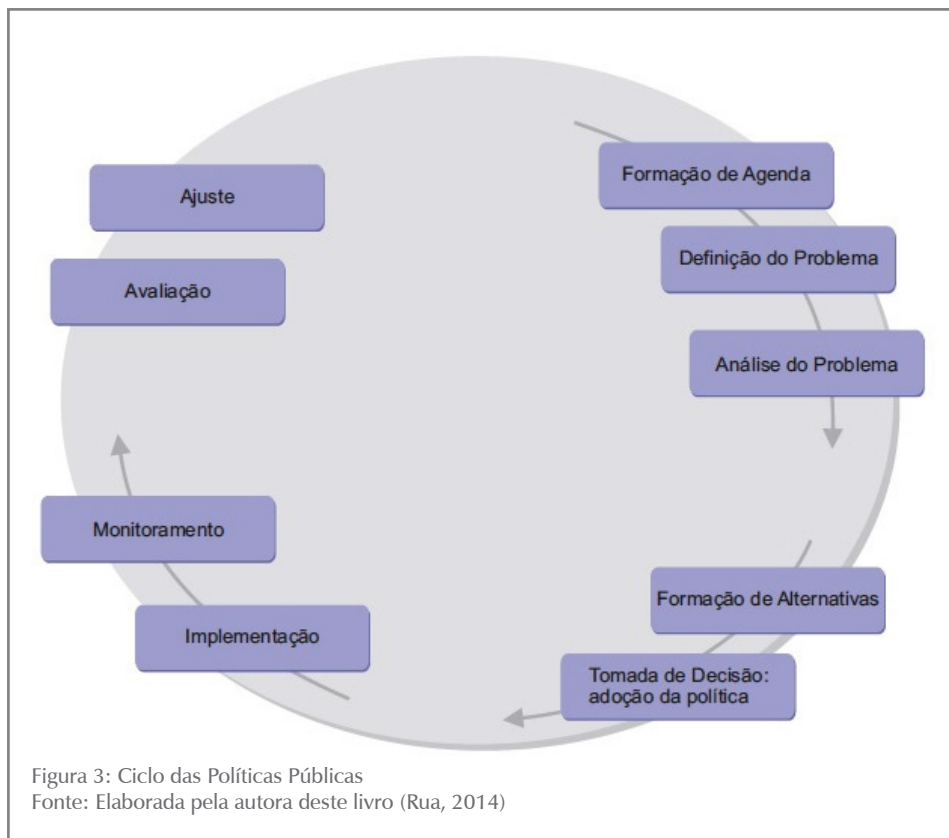 Formação de Agenda
Definição do Problema
Análise do Problema
Formação de Alternativas
Tomada de Decisão:
adoção da política
Implementação
Monitoramento
Avaliação
Ajuste
Figura 3: Ciclo das Políticas Públicas
Fonte: Elaborada pela autora deste livro (Rua, 2014)